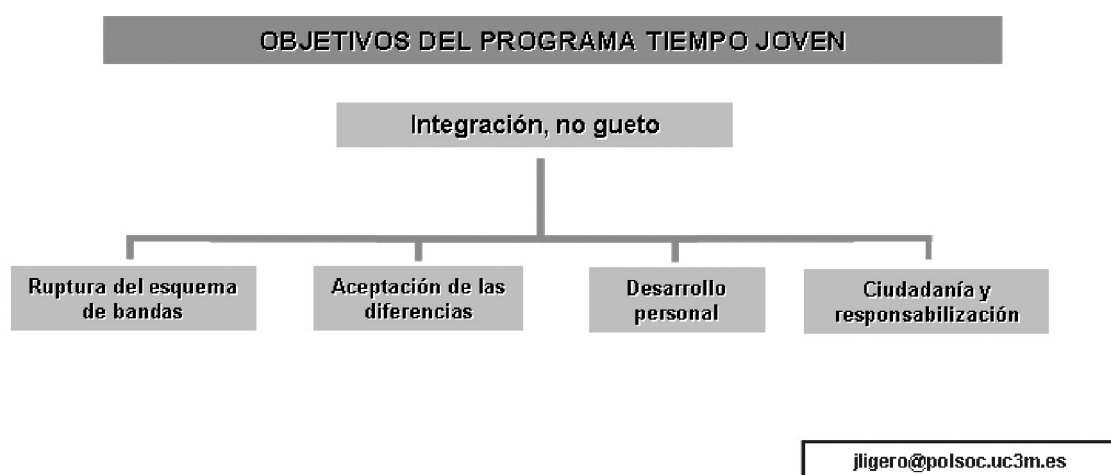 OBJETIVOS DEL PROGRAMA TIEMPO JOVEN
Integración, no gueto
Ruptura del esquema
de bandas
Aceptación de las
diferencias
Desarrollo
personal
Ciudadanía y
responsabilización
jligero@polsoc.uc3m.es